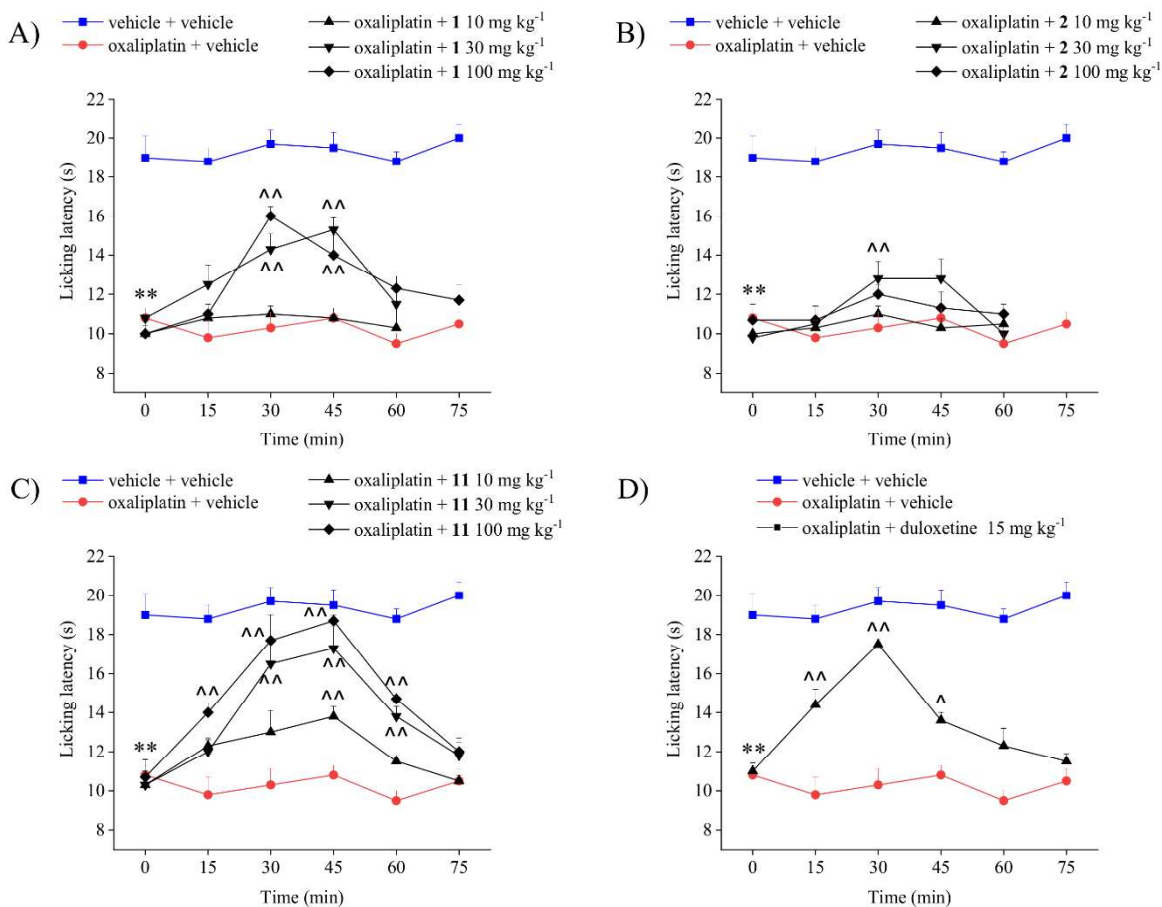 A)
vehicle + vehicle
oxaliplatin + vehicle
oxaliplatin + 1 10 mg kg⁻¹
oxaliplatin + 1 30 mg kg⁻¹
oxaliplatin + 1 100 mg kg⁻¹
22
20
18
16
14
12
10
8
Licking latency (s)
**
^^
^^
^^
^^
0 15 30 45 60 75
Time (min)
B)
vehicle + vehicle
oxaliplatin + vehicle
oxaliplatin + 2 10 mg kg⁻¹
oxaliplatin + 2 30 mg kg⁻¹
oxaliplatin + 2 100 mg kg⁻¹
22
20
18
16
14
12
10
8
Licking latency (s)
**
^^
0 15 30 45 60 75
Time (min)
C)
vehicle + vehicle
oxaliplatin + vehicle
oxaliplatin + 11 10 mg kg⁻¹
oxaliplatin + 11 30 mg kg⁻¹
oxaliplatin + 11 100 mg kg⁻¹
22
20
18
16
14
12
10
8
Licking latency (s)
**
^^
^^
^^
^^
^^
^^
^^
^^
0 15 30 45 60 75
Time (min)
D)
vehicle + vehicle
oxaliplatin + vehicle
oxaliplatin + duloxetine 15 mg kg⁻¹
22
20
18
16
14
12
10
8
Licking latency (s)
**
^^
^^
^
0 15 30 45 60 75
Time (min)